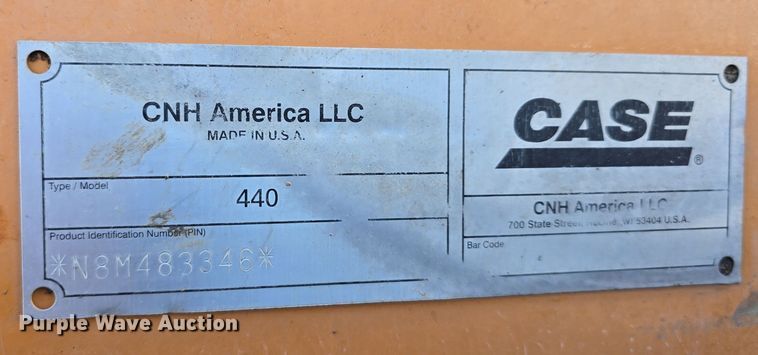 CNH America LLC
MADE IN U.S.A.
Type / Model
440
Product Identification Number (PIN)
*N8M483346*
CASE®
CNH America LLC
700 State Street, Racine, WI 53404 U.S.A.
Bar Code
Purple Wave Auction